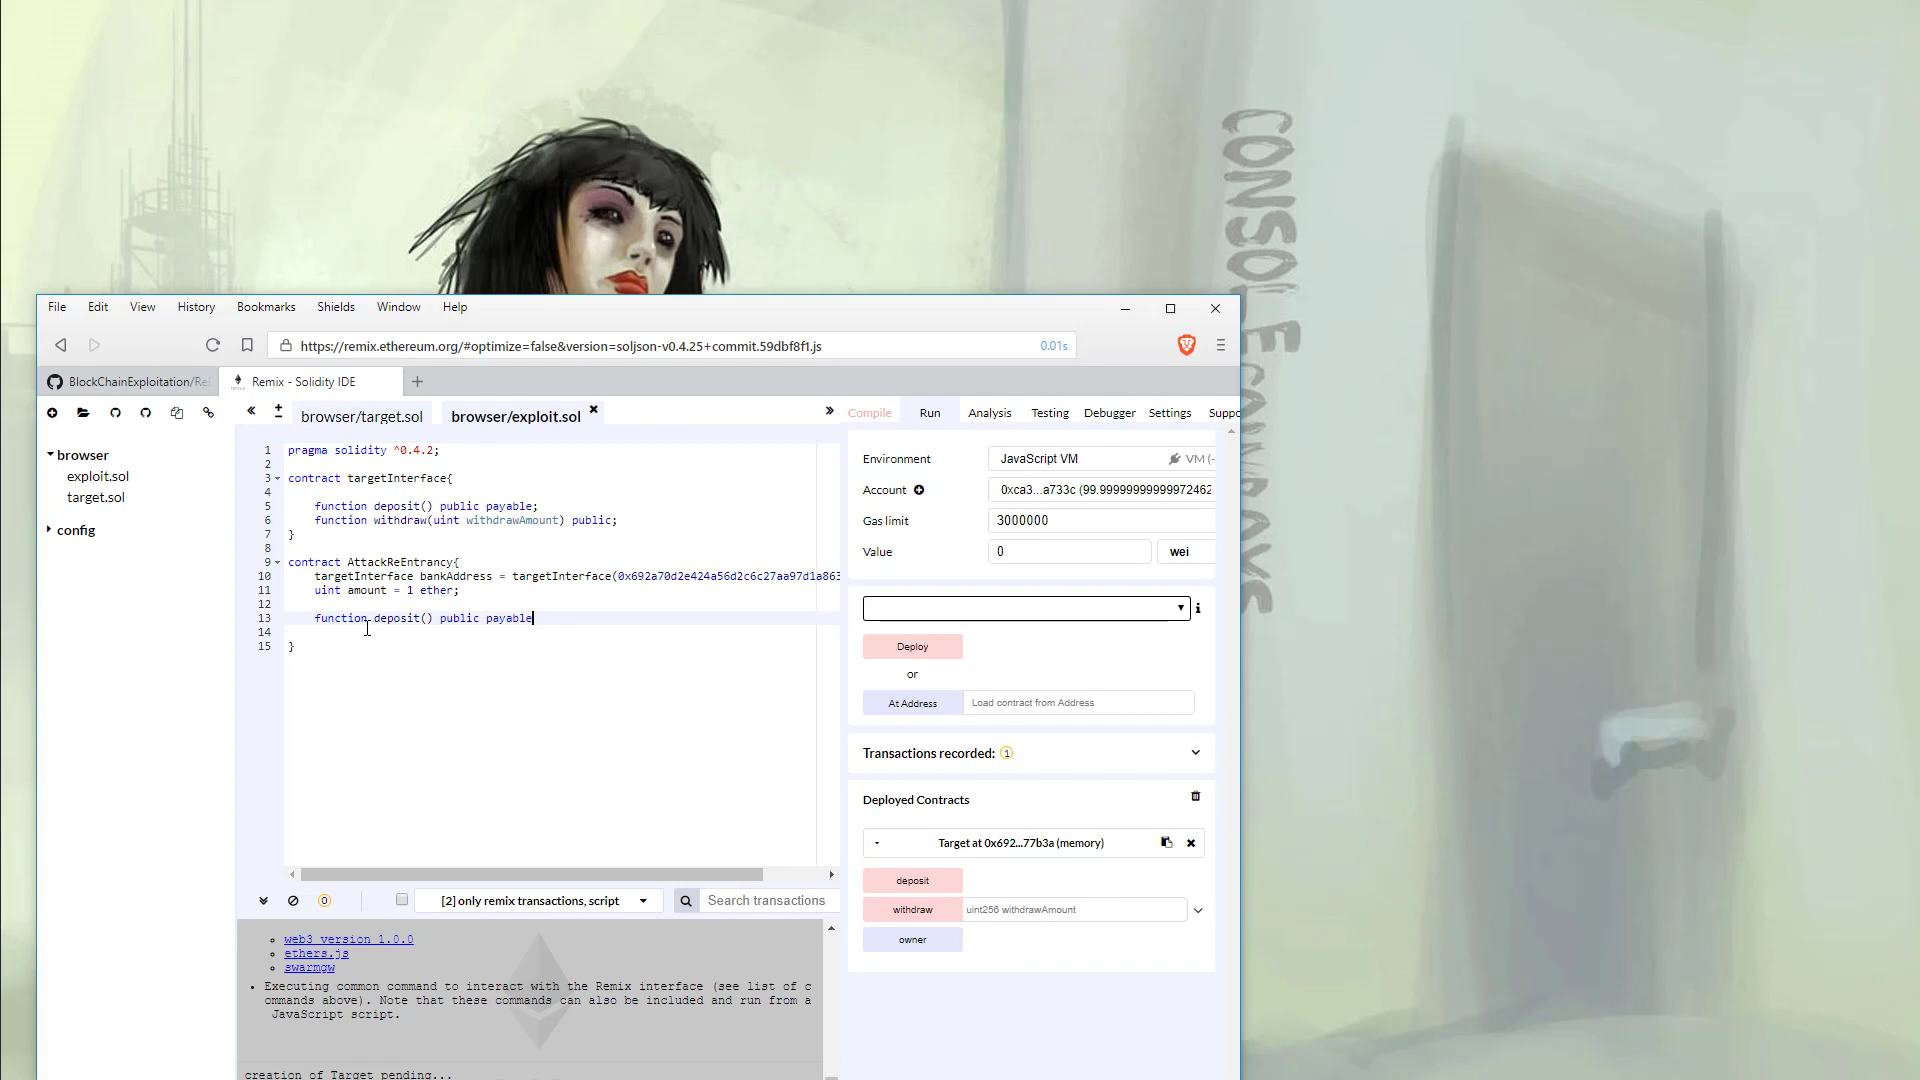 CONSOLE COWBOYS
File Edit View History Bookmarks Shields Window Help
https://remix.ethereum.org/#optimize=false&version=soljson-v0.4.25+commit.59dbf8f1.js 0.01s
BlockChainExploitation/Re
Remix - Solidity IDE
browser/target.sol browser/exploit.sol
Compile Run Analysis Testing Debugger Settings Suppo
browser
exploit.sol
target.sol
config
1 pragma solidity ^0.4.2;
2
3 contract targetInterface{
4
5 function deposit() public payable;
6 function withdraw(uint withdrawAmount) public;
7 }
8
9 contract AttackReEntrancy{
10 targetInterface bankAddress = targetInterface(0x692a70d2e424a56d2c6c27aa97d1a863
11 uint amount = 1 ether;
12
13 function deposit() public payable
14
15 }
Environment JavaScript VM VM (-
Account 0xca3...a733c (99.99999999999972462
Gas limit 3000000
Value 0 wei
Deploy
or
At Address Load contract from Address
Transactions recorded: 1
Deployed Contracts
Target at 0x692...77b3a (memory)
deposit
withdraw uint256 withdrawAmount
owner
0 [2] only remix transactions, script Search transactions
web3 version 1.0.0
ethers.js
swarmgw
Executing common command to interact with the Remix interface (see list of c
ommands above). Note that these commands can also be included and run from a
JavaScript script.
creation of Target pending...